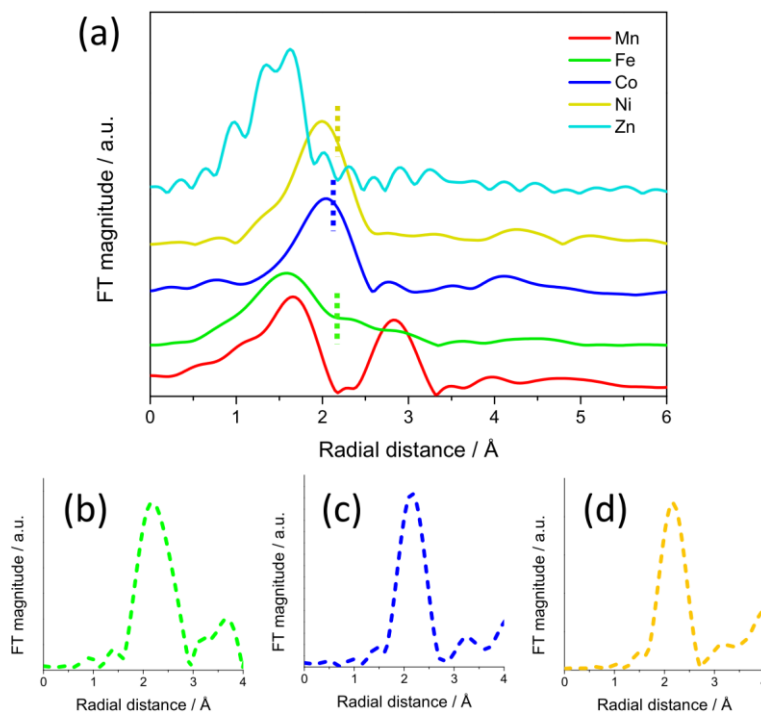 (a)
Mn
Fe
Co
Ni
Zn
FT magnitude / a.u.
0 1 2 3 4 5 6
Radial distance / Å
(b)
FT magnitude / a.u.
0 1 2 3 4
Radial distance / Å
(c)
FT magnitude / a.u.
0 1 2 3 4
Radial distance / Å
(d)
FT magnitude / a.u.
0 1 2 3 4
Radial distance / Å